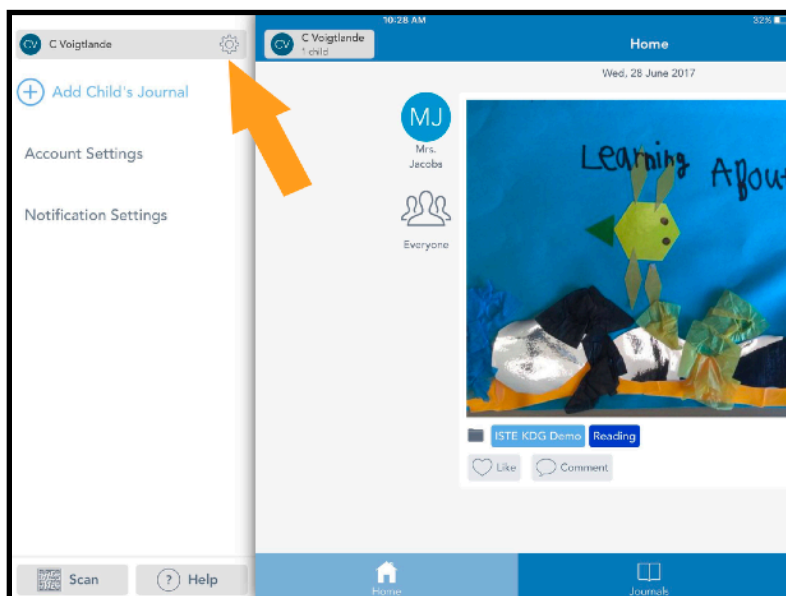 10:28 AM
32%
CV C Voigtlande
Add Child's Journal
Account Settings
Notification Settings
Scan
? Help
CV C Voigtlande
1 child
Home
Wed, 28 June 2017
MJ
Mrs.
Jacobs
Everyone
Learning About
ISTE KDG Demo Reading
Like Comment
Home
Journals